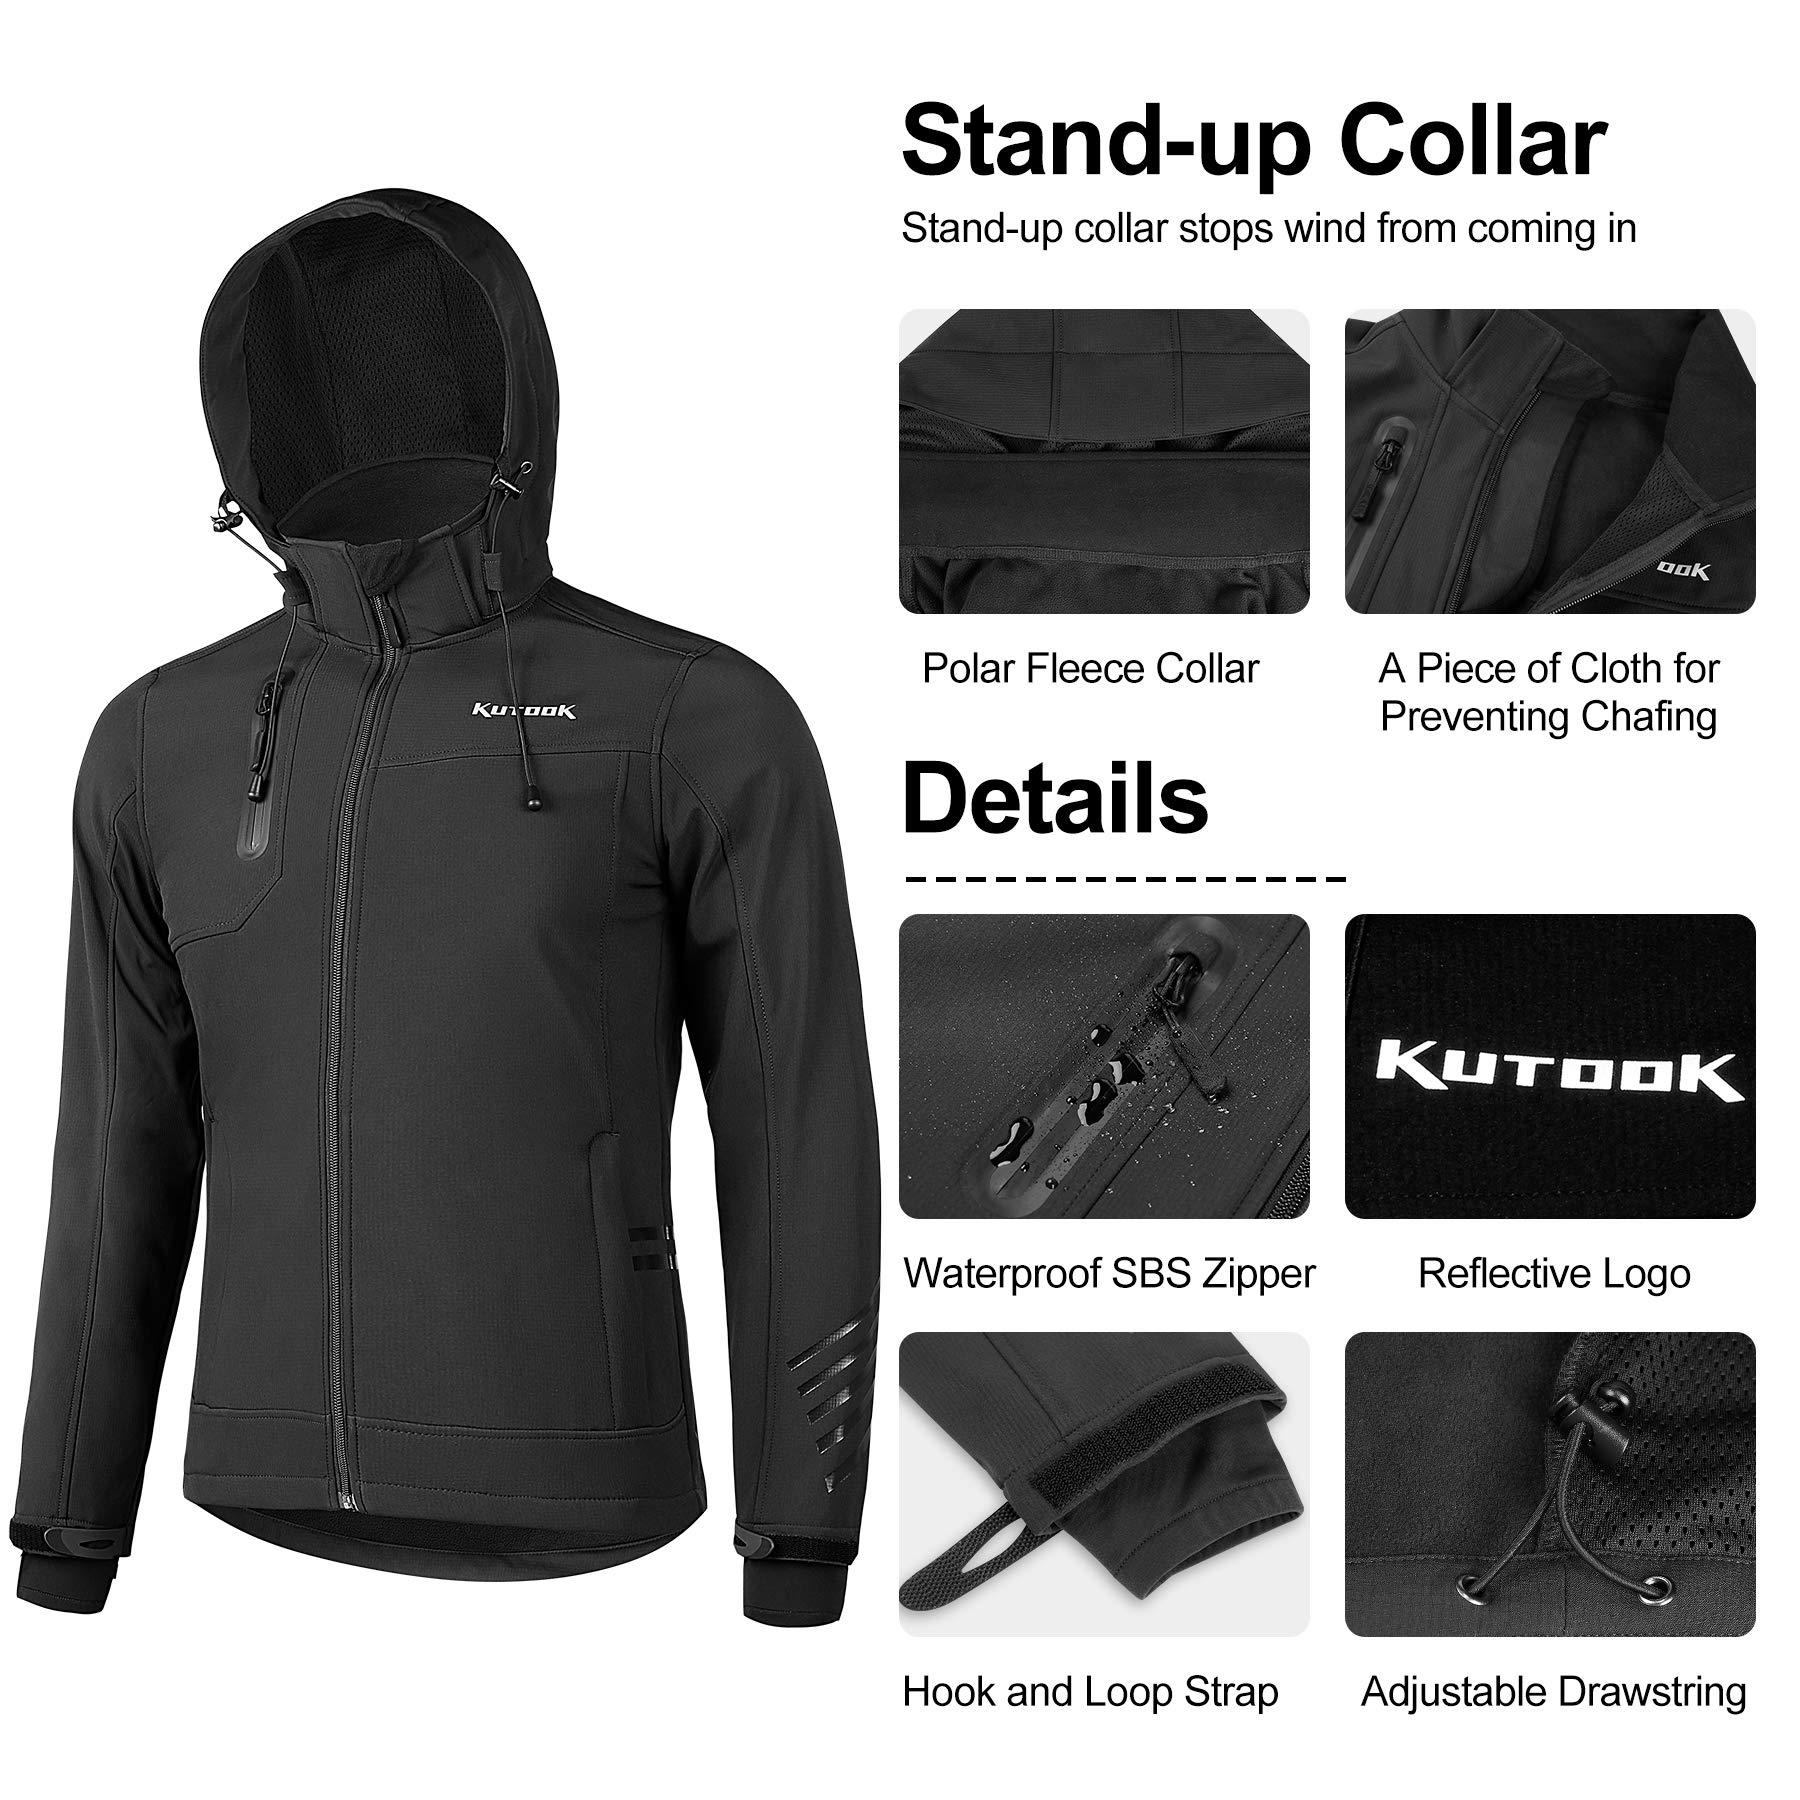 Stand-up Collar
Stand-up collar stops wind from coming in
KUTOOK
OOK
Polar Fleece Collar
A Piece of Cloth for
Preventing Chafing
Details
KUTOOK
Waterproof SBS Zipper
Reflective Logo
Hook and Loop Strap
Adjustable Drawstring